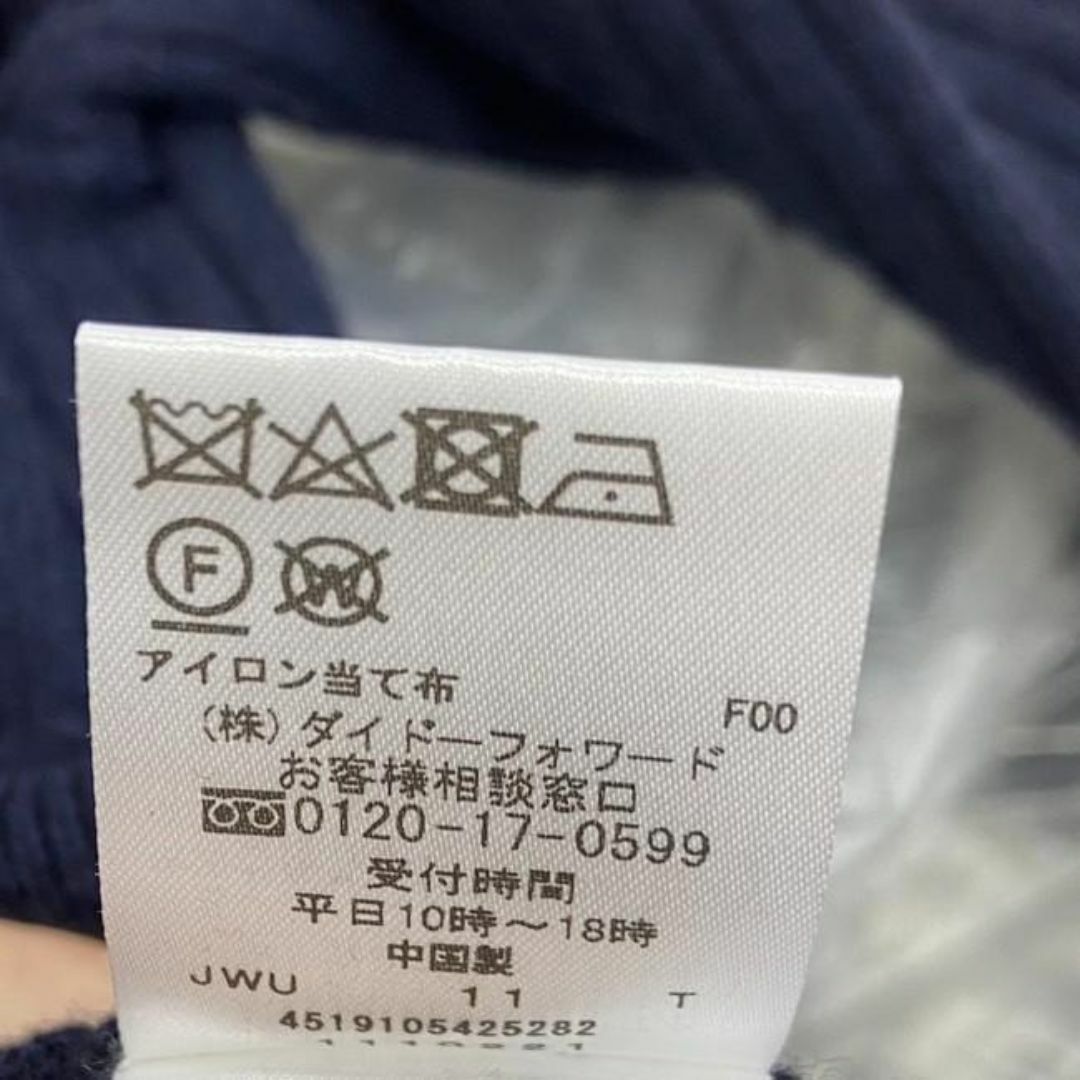 F
W
アイロン当て布
F00
(株)ダイドーフォワード
お客様相談窓口
0120-17-0599
受付時間
平日10時～18時
中国製
JWU 11 T
4519105425282